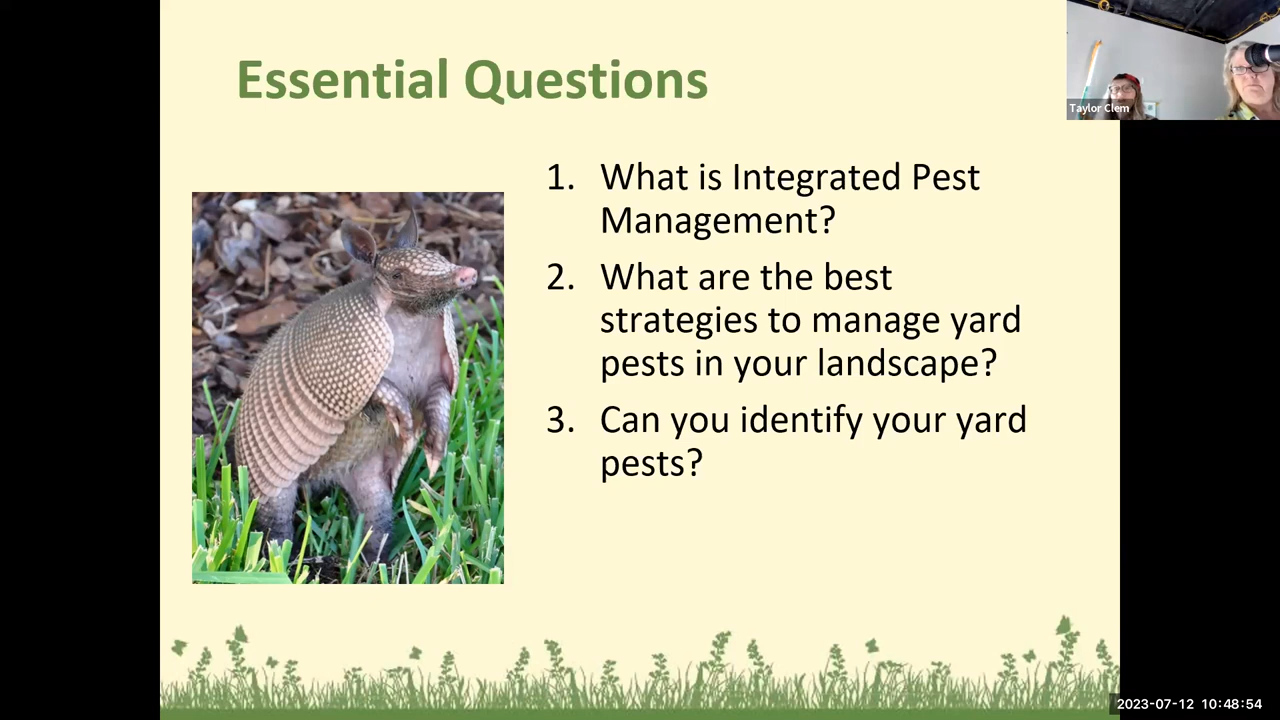 Essential Questions
Taylor Clem
1. What is Integrated Pest
Management?
2. What are the best
strategies to manage yard
pests in your landscape?
3. Can you identify your yard
pests?
2023-07-12 10:48:54